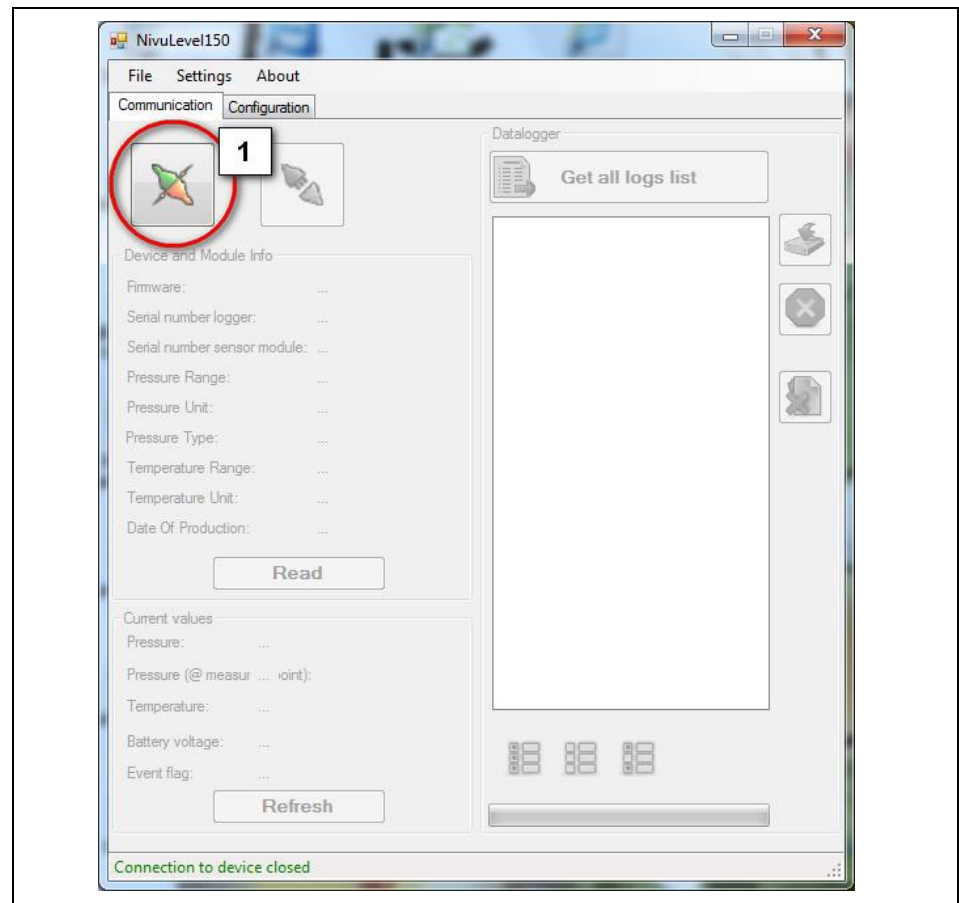 NivuLevel150
File Settings About
Communication Configuration
1
Datalogger
Get all logs list
Device and Module Info
Firmware: ...
Serial number logger: ...
Serial number sensor module: ...
Pressure Range: ...
Pressure Unit: ...
Pressure Type: ...
Temperature Range: ...
Temperature Unit: ...
Date Of Production: ...
Read
Current values
Pressure: ...
Pressure (@ measur ... oint):
Temperature: ...
Battery voltage: ...
Event flag: ...
Refresh
Connection to device closed